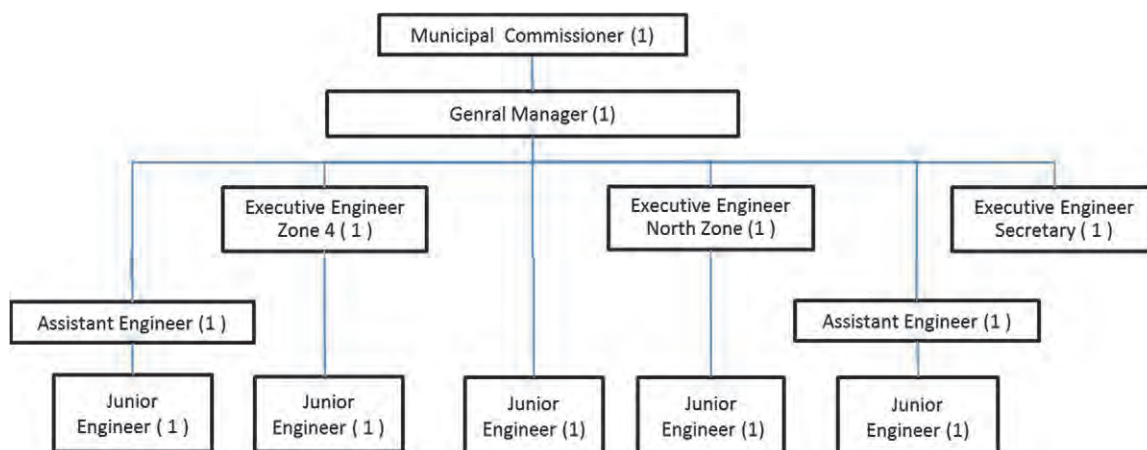 Municipal Commissioner (1)
Genral Manager (1)
Executive Engineer
Zone 4 ( 1 )
Executive Engineer
North Zone (1 )
Executive Engineer
Secretary ( 1 )
Assistant Engineer (1 )
Assistant Engineer (1 )
Junior
Engineer ( 1 )
Junior
Engineer ( 1 )
Junior
Engineer (1)
Junior
Engineer (1)
Junior
Engineer (1)